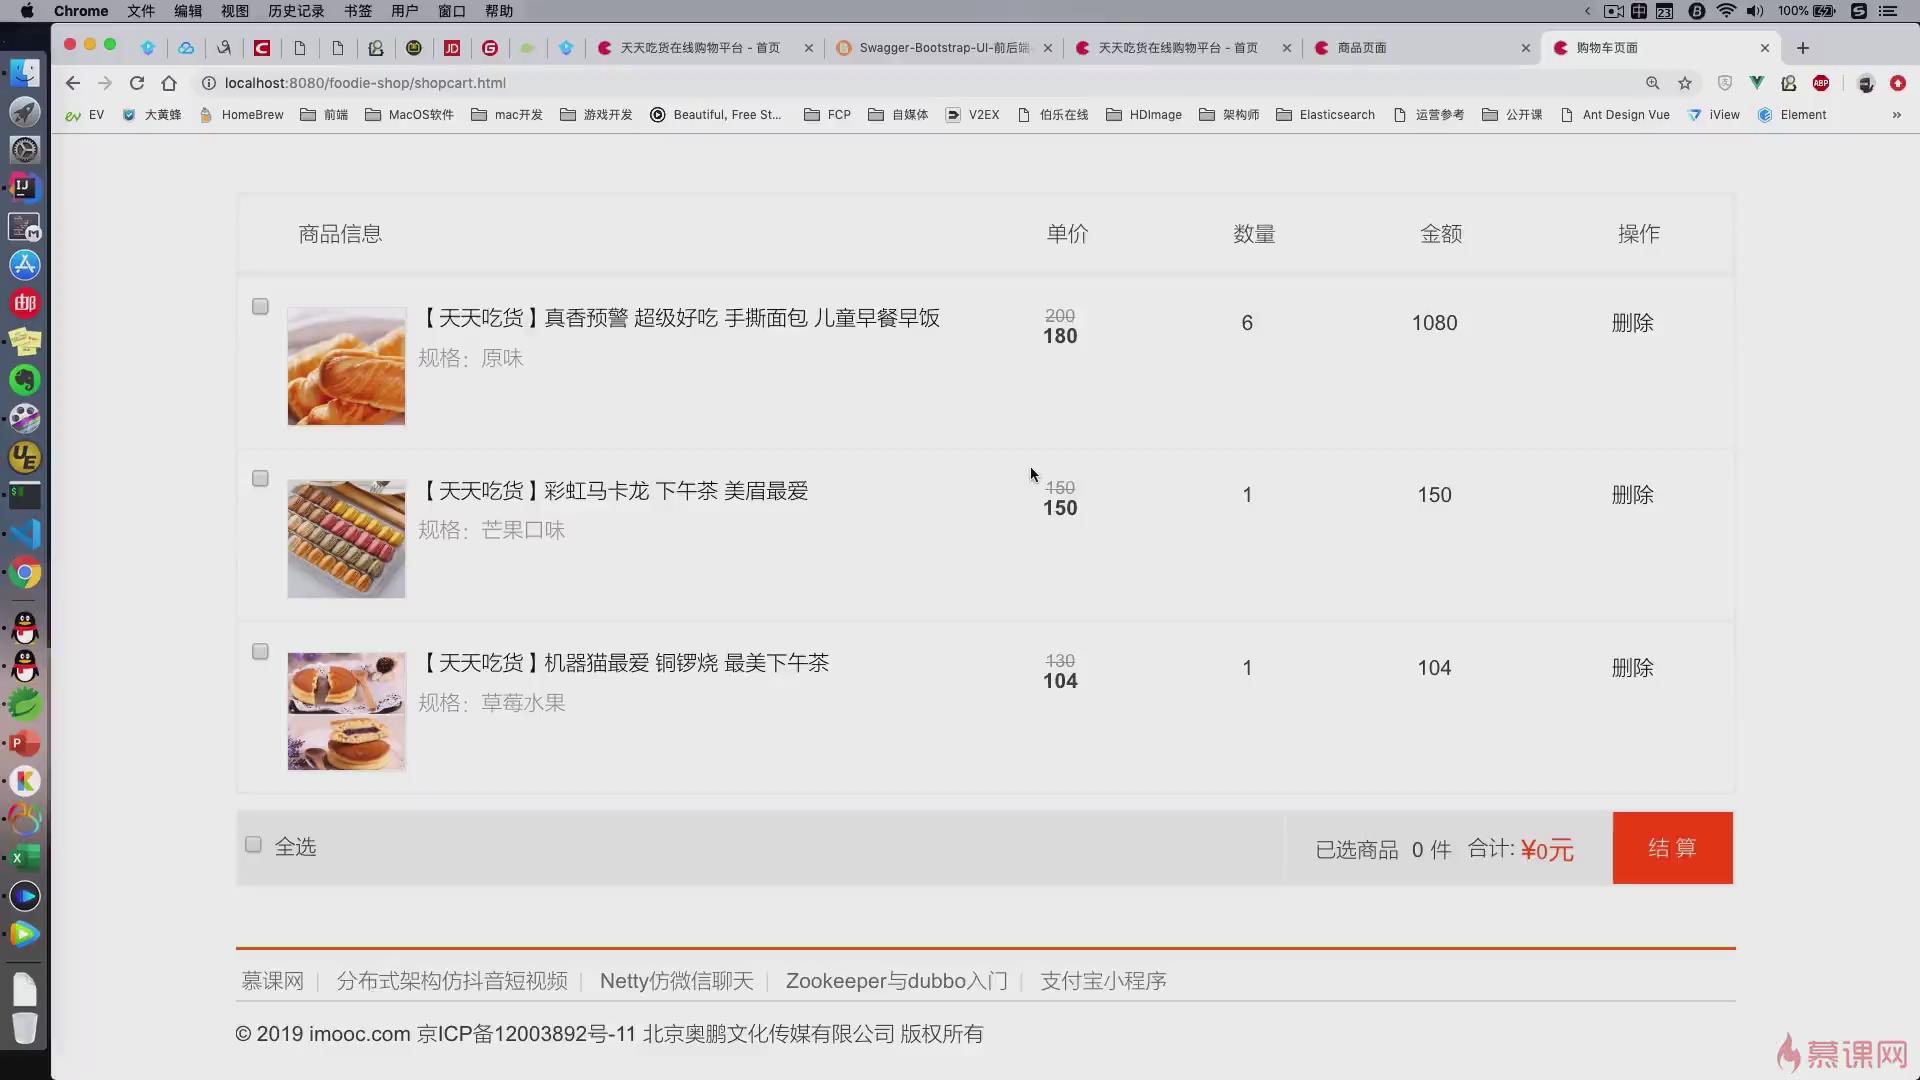 Chrome 文件 编辑 视图 历史记录 书签 用户 窗口 帮助 23 100%
天天吃货在线购物平台 - 首页 Swagger-Bootstrap-UI-前后端 天天吃货在线购物平台 - 首页 商品页面 购物车页面
localhost:8080/foodie-shop/shopcart.html
EV 大黄蜂 HomeBrew 前端 MacOS软件 mac开发 游戏开发 Beautiful, Free St... FCP 自媒体 V2EX 伯乐在线 HDImage 架构师 Elasticsearch 运营参考 公开课 Ant Design Vue iView Element »
商品信息 单价 数量 金额 操作
【天天吃货】真香预警 超级好吃 手撕面包 儿童早餐早饭 200 180 6 1080 删除
规格：原味
【天天吃货】彩虹马卡龙 下午茶 美眉最爱 150 150 1 150 删除
规格：芒果口味
【天天吃货】机器猫最爱 铜锣烧 最美下午茶 130 104 1 104 删除
规格：草莓水果
全选 已选商品 0 件 合计: ¥0元 结 算
慕课网 | 分布式架构仿抖音短视频 | Netty仿微信聊天 | Zookeeper与dubbo入门 | 支付宝小程序
© 2019 imooc.com 京ICP备12003892号-11 北京奥鹏文化传媒有限公司 版权所有
慕课网